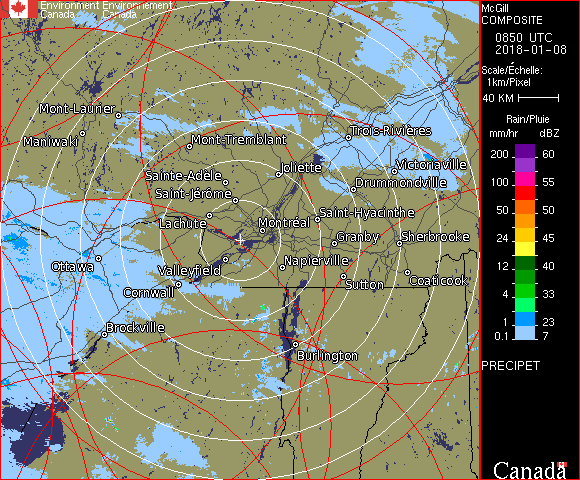 Environment Environnement
Canada Canada
McGill
COMPOSITE
0850 UTC
2018-01-08
Scale/Échelle:
1km/Pixel
40 KM
Rain/Pluie
mm/hr dBZ
200 60
100 55
50 50
24 45
12 40
4 33
1 23
0.1 7
PRECIPET
Canada
Mont-Laurier
Maniwaki
Mont-Tremblant
Trois-Rivières
Sainte-Adèle
Joliette
Victoriaville
Saint-Jérôme
Drummondville
Lachute
Montréal
Saint-Hyacinthe
Granby
Sherbrooke
Ottawa
Valleyfield
Napierville
Cornwall
Sutton
Coaticook
Brockville
Burlington